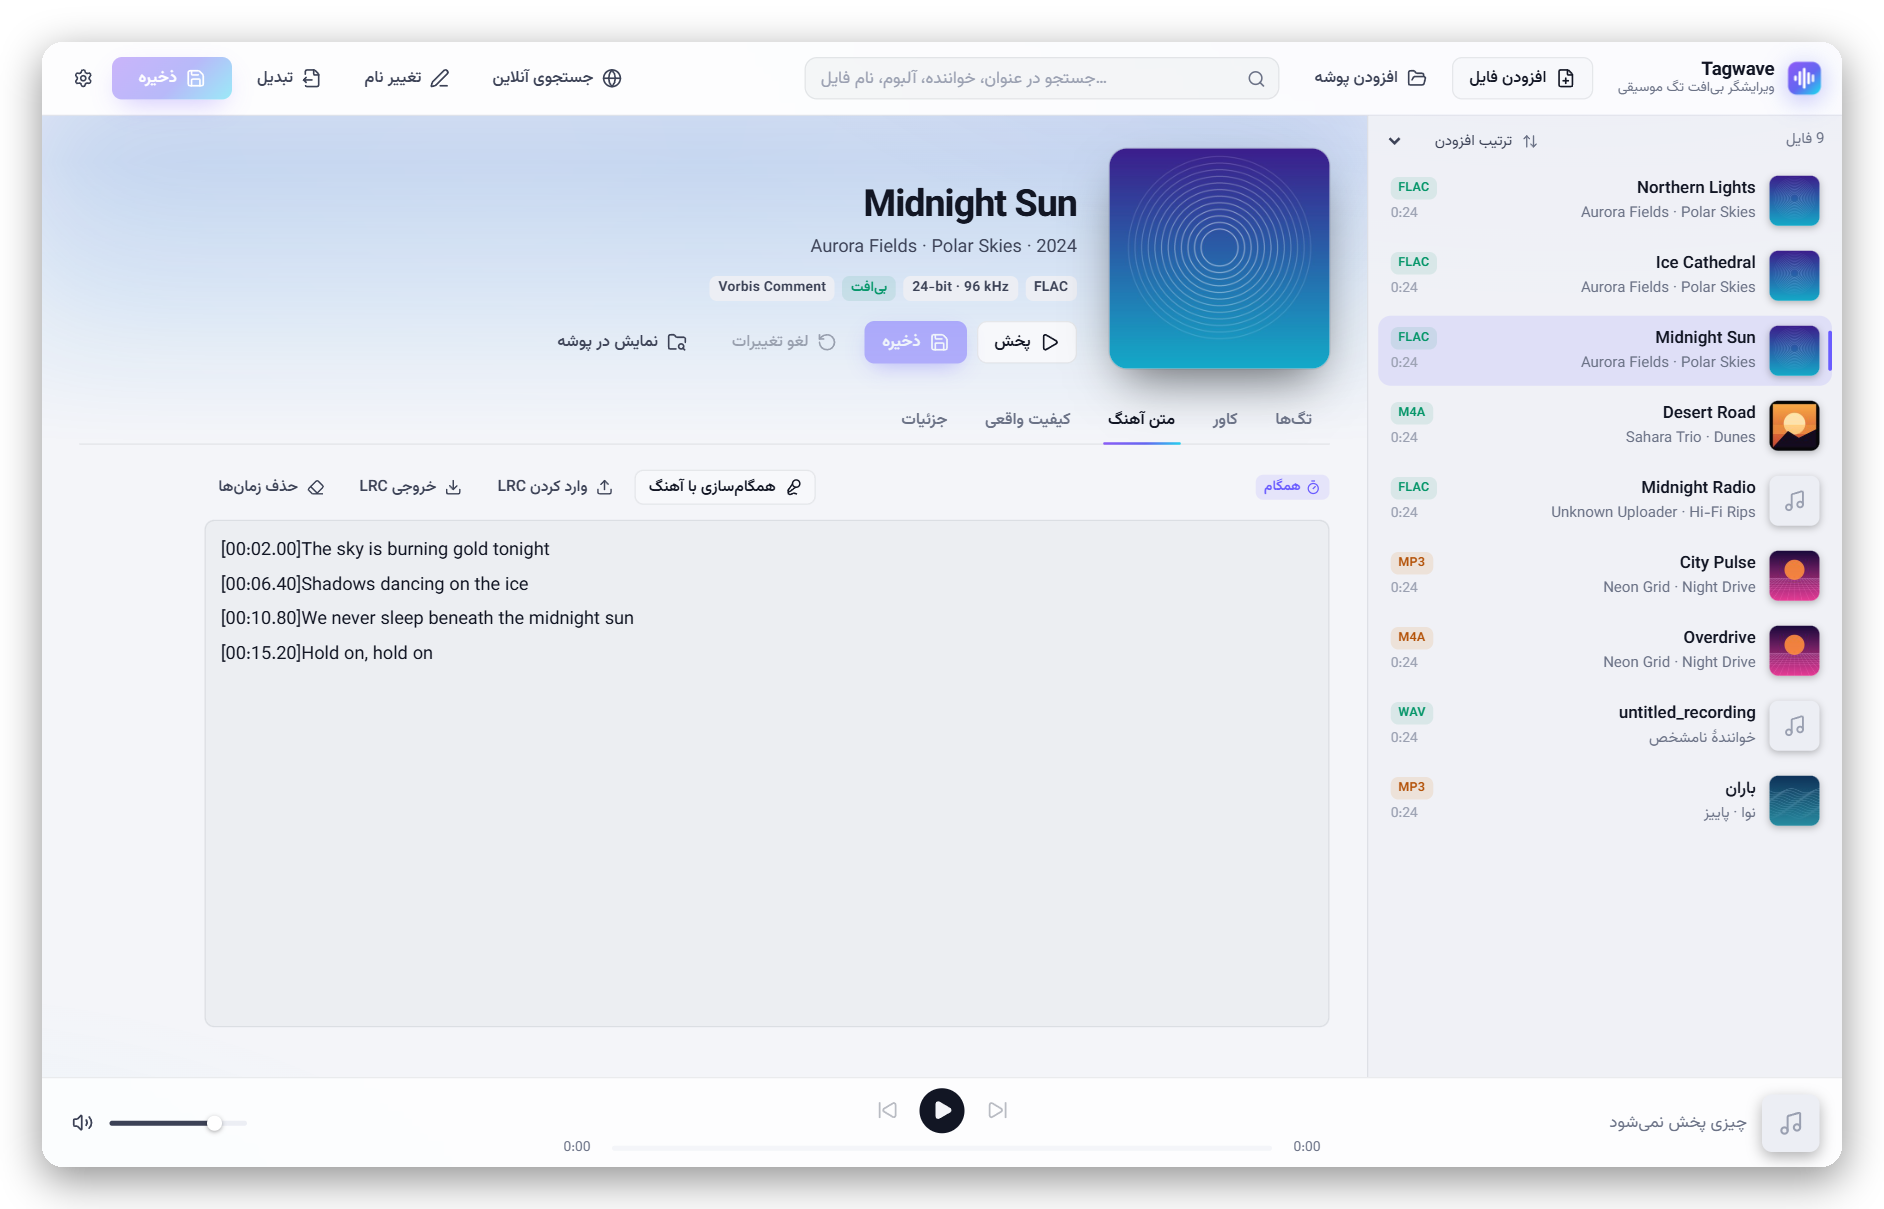 Tagwave
ویرایشگر بی‌افت تگ موسیقی
افزودن فایل
افزودن پوشه
جستجو در عنوان، خواننده، آلبوم، نام فایل...
جستجوی آنلاین
تغییر نام
تبدیل
ذخیره
9 فایل
ترتیب افزودن
Northern Lights
FLAC
Aurora Fields · Polar Skies
0:24
Ice Cathedral
FLAC
Aurora Fields · Polar Skies
0:24
Midnight Sun
FLAC
Aurora Fields · Polar Skies
0:24
Desert Road
M4A
Sahara Trio · Dunes
0:24
Midnight Radio
FLAC
Unknown Uploader · Hi-Fi Rips
0:24
City Pulse
MP3
Neon Grid · Night Drive
0:24
Overdrive
M4A
Neon Grid · Night Drive
0:24
untitled_recording
WAV
خوانندهٔ نامشخص
0:24
باران
MP3
نوا · پاییز
0:24
Midnight Sun
Aurora Fields · Polar Skies · 2024
FLAC
24-bit · 96 kHz
بی‌افت
Vorbis Comment
پخش
ذخیره
لغو تغییرات
نمایش در پوشه
تگ‌ها
کاور
متن آهنگ
کیفیت واقعی
جزئیات
همگام
همگام‌سازی با آهنگ
وارد کردن LRC
خروجی LRC
حذف زمان‌ها
[00:02.00]The sky is burning gold tonight
[00:06.40]Shadows dancing on the ice
[00:10.80]We never sleep beneath the midnight sun
[00:15.20]Hold on, hold on
چیزی پخش نمی‌شود
0:00
0:00